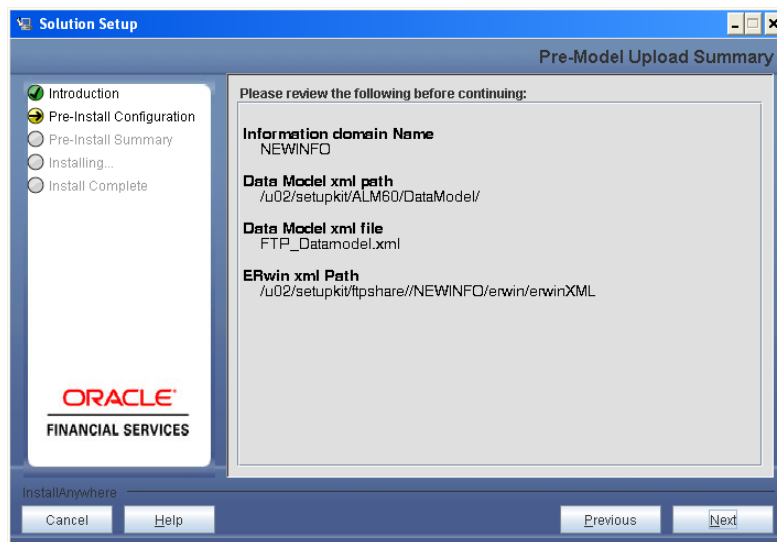 Solution Setup
Pre-Model Upload Summary
Introduction
Pre-Install Configuration
Pre-Install Summary
Installing...
Install Complete
ORACLE
FINANCIAL SERVICES
Please review the following before continuing:
Information domain Name
NEWINFO
Data Model xml path
/u02/setupkit/ALM60/DataModel/
Data Model xml file
FTP_Datamodel.xml
ERwin xml Path
/u02/setupkit/ftpshare//NEWINFO/erwin/erwinXML
InstallAnywhere
Cancel
Help
Previous
Next